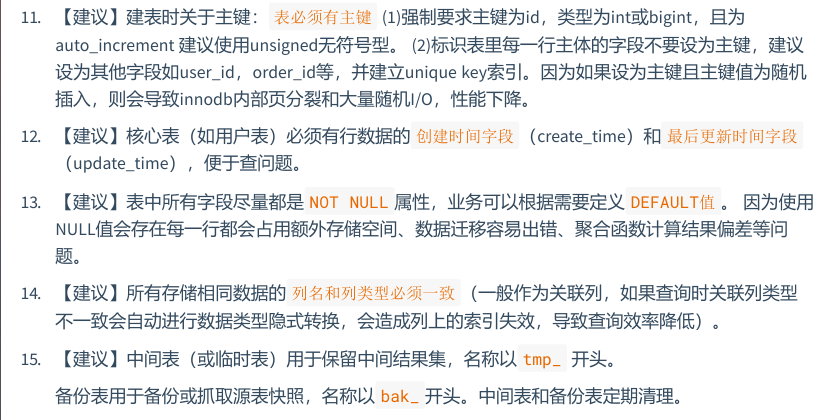 11. 【建议】建表时关于主键： 表必须有主键 (1)强制要求主键为id，类型为int或bigint，且为
auto_increment 建议使用unsigned无符号型。 (2)标识表里每一行主体的字段不要设为主键，建议
设为其他字段如user_id，order_id等，并建立unique key索引。因为如果设为主键且主键值为随机
插入，则会导致innodb内部页分裂和大量随机I/O，性能下降。
12. 【建议】核心表（如用户表）必须有行数据的 创建时间字段 （create_time）和 最后更新时间字段
（update_time），便于查问题。
13. 【建议】表中所有字段尽量都是 NOT NULL 属性，业务可以根据需要定义 DEFAULT值 。 因为使用
NULL值会存在每一行都会占用额外存储空间、数据迁移容易出错、聚合函数计算结果偏差等问
题。
14. 【建议】所有存储相同数据的 列名和列类型必须一致 （一般作为关联列，如果查询时关联列类型
不一致会自动进行数据类型隐式转换，会造成列上的索引失效，导致查询效率降低）。
15. 【建议】中间表（或临时表）用于保留中间结果集，名称以 tmp_ 开头。
备份表用于备份或抓取源表快照，名称以 bak_ 开头。中间表和备份表定期清理。